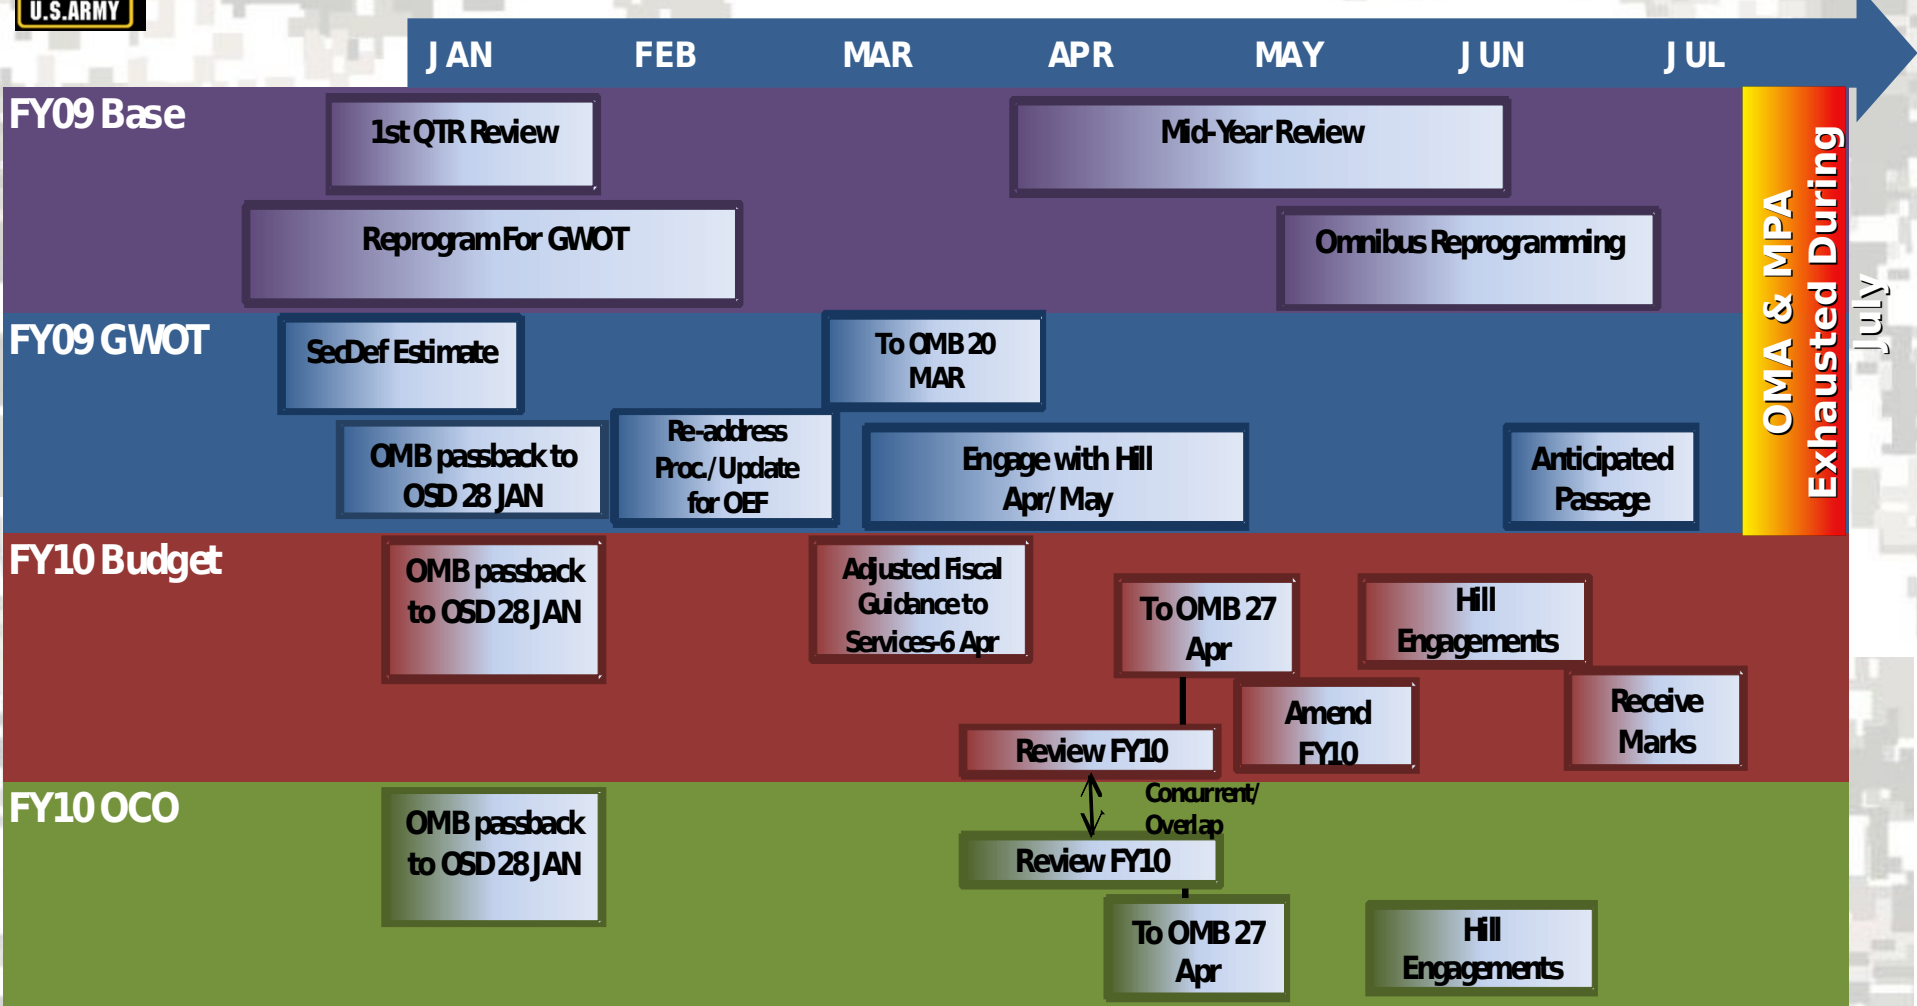 U.S.ARMY
JAN FEB MAR APR MAY JUN JUL
FY09 Base
1st QTR Review
Mid-Year Review
Reprogram For GWOT
Omnibus Reprogramming
OMA & MPA
Exhausted During
July
FY09 GWOT
SecDef Estimate
To OMB 20
MAR
OMB passback to
OSD 28 JAN
Re-address
Proc./Update
for OEF
Engage with Hill
Apr/May
Anticipated
Passage
FY10 Budget
OMB passback
to OSD 28 JAN
Adjusted Fiscal
Guidance to
Services-6 Apr
To OMB 27
Apr
Hill
Engagements
Review FY10
Amend
FY10
Receive
Marks
Concurrent/
Overlap
FY10 OCO
OMB passback
to OSD 28 JAN
Review FY10
To OMB 27
Apr
Hill
Engagements